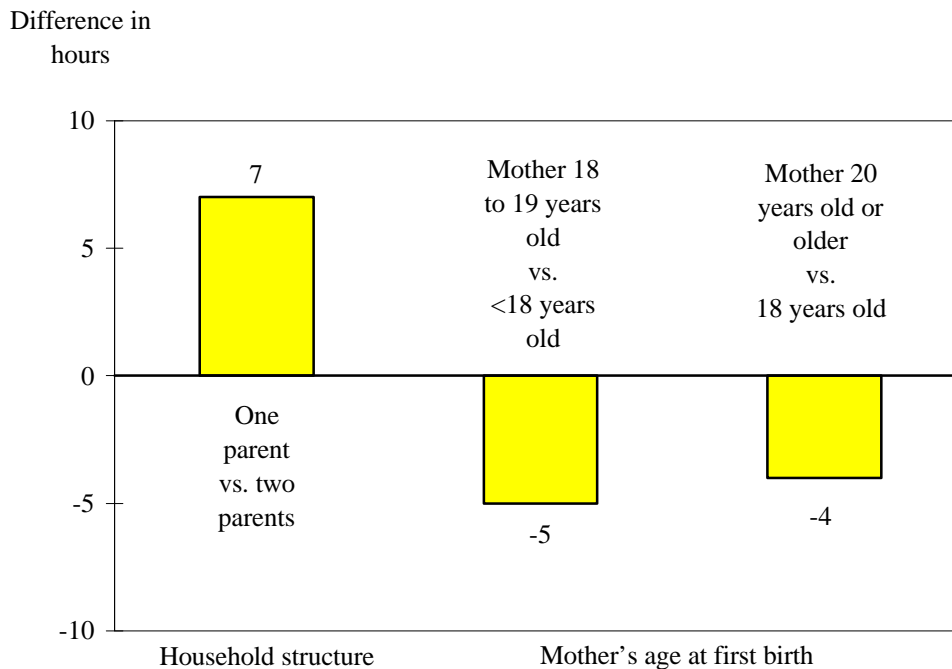 Difference in
hours
10
5
0
-5
-10
7
One
parent
vs. two
parents
Mother 18
to 19 years
old
vs.
<18 years
old
-5
Mother 20
years old or
older
vs.
18 years old
-4
Household structure
Mother’s age at first birth